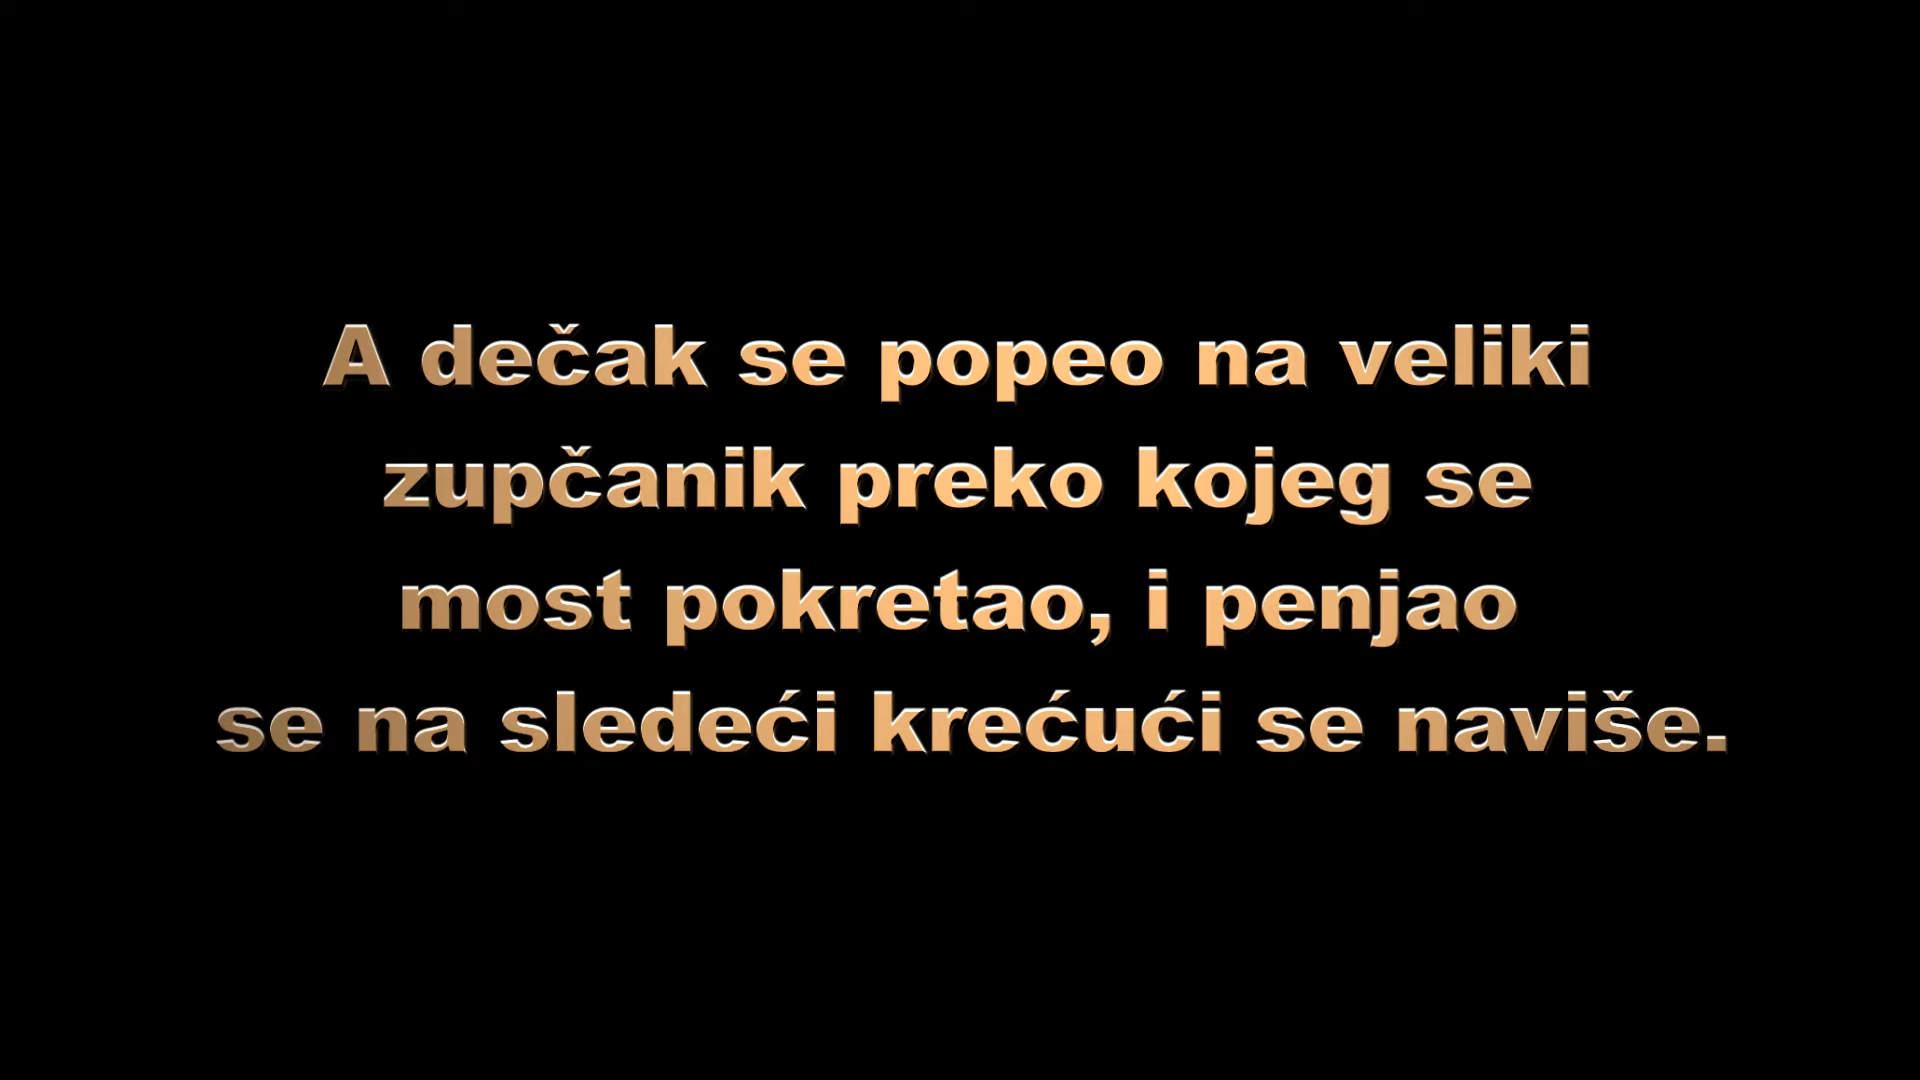 A dečak se popeo na veliki
zupčanik preko kojeg se
most pokretao, i penjao
se na sledeći krećući se naviše.